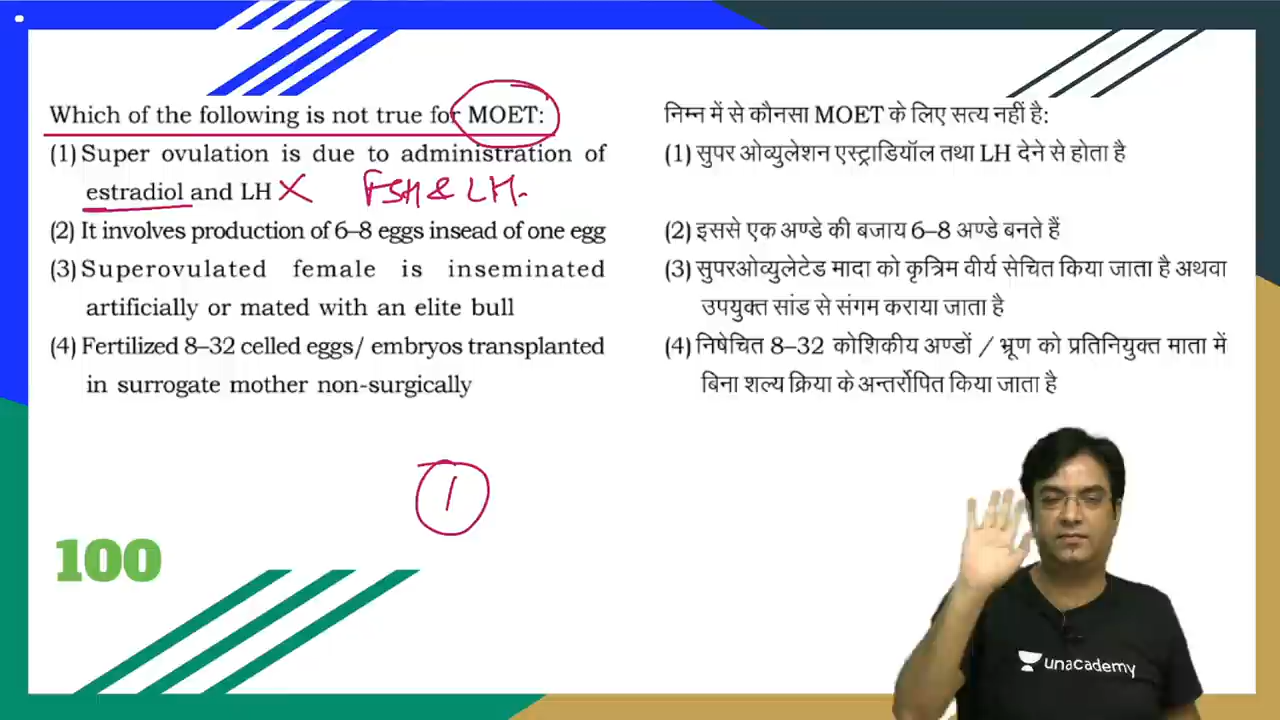 Which of the following is not true for MOET:
(1) Super ovulation is due to administration of
estradiol and LH X FSH & LH.
(2) It involves production of 6–8 eggs insead of one egg
(3) Superovulated female is inseminated
artificially or mated with an elite bull
(4) Fertilized 8–32 celled eggs/ embryos transplanted
in surrogate mother non-surgically
निम्न में से कौनसा MOET के लिए सत्य नहीं है:
(1) सुपर ओव्युलेशन एस्ट्राडियॉल तथा LH देने से होता है
(2) इससे एक अण्डे की बजाय 6–8 अण्डे बनते हैं
(3) सुपरओव्युलेटेड मादा को कृत्रिम वीर्य सेचित किया जाता है अथवा
उपयुक्त सांड से संगम कराया जाता है
(4) निषेचित 8–32 कोशिकीय अण्डों / भ्रूण को प्रतिनियुक्त माता में
बिना शल्य क्रिया के अन्तर्रोपित किया जाता है
1
100
unacademy